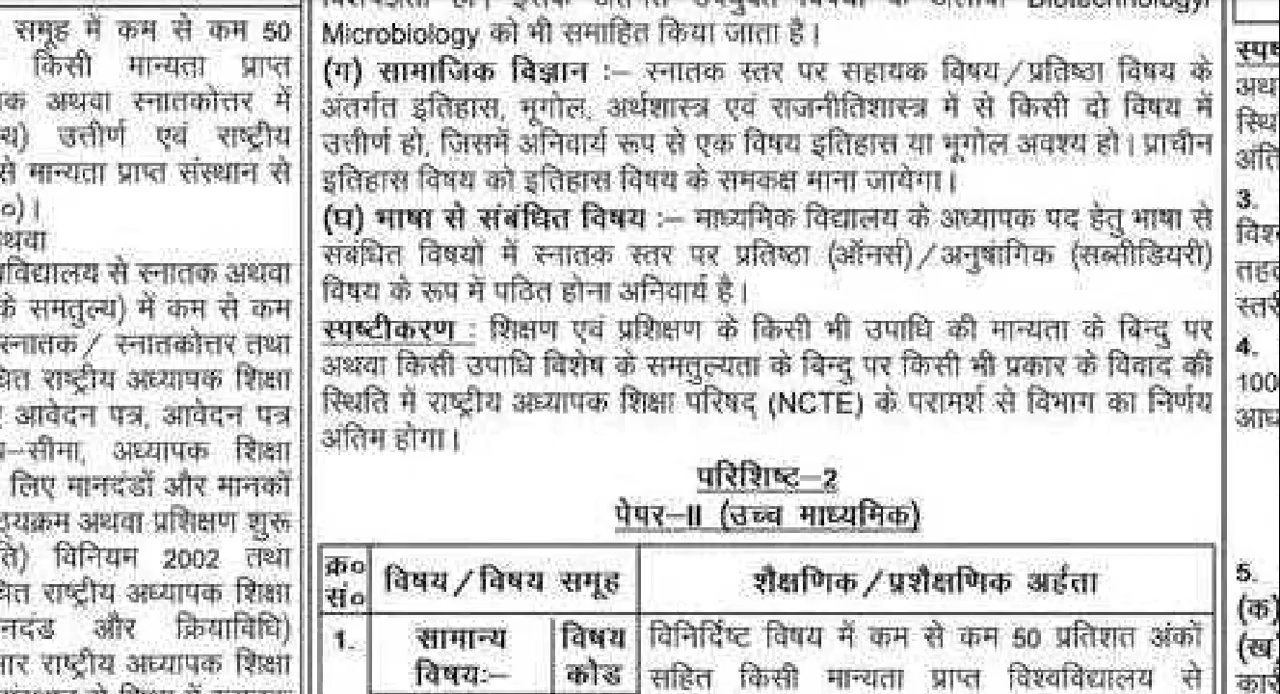 समूह में कम से कम 50
किसी मान्यता प्राप्त
अथवा स्नातकोत्तर में
उत्तीर्ण एवं राष्ट्रीय
से मान्यता प्राप्त संस्थान से
०)।
अथवा
विद्यालय से स्नातक अथवा
के समतुल्य) में कम से कम
स्नातक / स्नातकोत्तर तथा
राष्ट्रीय अध्यापक शिक्षा
आवेदन पत्र, आवेदन पत्र
–सीमा, अध्यापक शिक्षा
लिए मानदंडों और मानकों
अथवा प्रशिक्षण शुरू
विनियम 2002 तथा
राष्ट्रीय अध्यापक शिक्षा
और क्रियाविधि)
राष्ट्रीय अध्यापक शिक्षा
Microbiology को भी समाहित किया जाता है।
(ग) सामाजिक विज्ञान :– स्नातक स्तर पर सहायक विषय/प्रतिष्ठा विषय के
अतर्गत इतिहास, भूगोल, अर्थशास्त्र एवं राजनीतिशास्त्र में से किसी दो विषय में
उत्तीर्ण हो, जिसमें अनिवार्य रूप से एक विषय इतिहास या भूगोल अवश्य हो। प्राचीन
इतिहास विषय को इतिहास विषय के समकक्ष माना जायेगा।
(घ) भाषा से संबंधित विषय :– माध्यमिक विद्यालय के अध्यापक पद हेतु भाषा से
संबंधित विषयों में स्नातक स्तर पर प्रतिष्ठा (ऑनर्स)/अनुषांगिक (सब्सीडियरी)
विषय के रूप में पठित होना अनिवार्य है।
स्पष्टीकरण : शिक्षण एवं प्रशिक्षण के किसी भी उपाधि की मान्यता के बिन्दु पर
अथवा किसी उपाधि विशेष के समतुल्यता के बिन्दु पर किसी भी प्रकार के विवाद की
स्थिति में राष्ट्रीय अध्यापक शिक्षा परिषद् (NCTE) के परामर्श से विभाग का निर्णय
अंतिम होगा।
परिशिष्ट–2
पेपर–II (उच्च माध्यमिक)
क्र० सं०
विषय/विषय समूह
शैक्षणिक/प्रशैक्षणिक अर्हता
1.
सामान्य विषय:–
विषय कोड
विनिर्दिष्ट विषय में कम से कम 50 प्रतिशत अंकों
सहित किसी मान्यता प्राप्त विश्वविद्यालय से
3.
4.
100
5.
(क)
(ख)